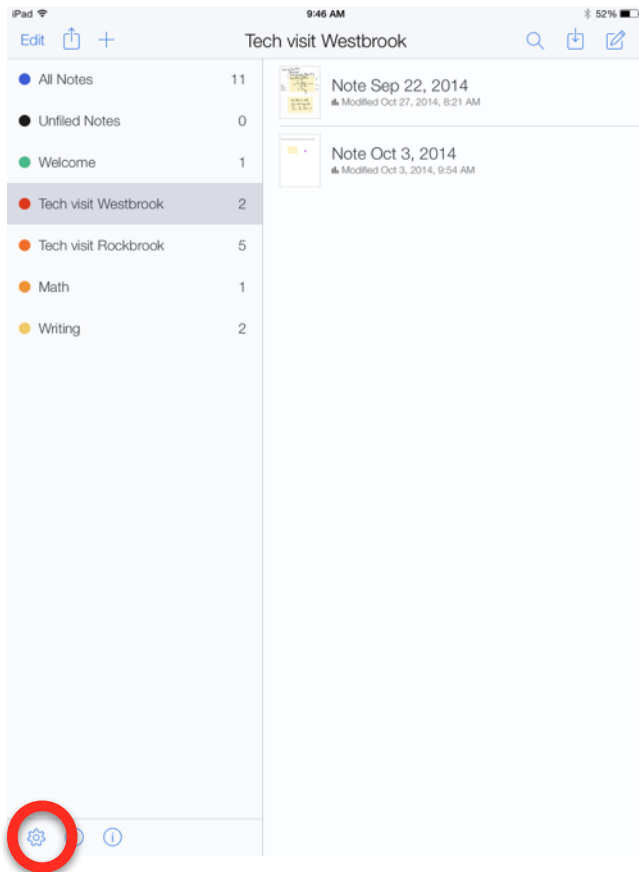 iPad 9:46 AM 52%
Edit Tech visit Westbrook
All Notes 11
Unfiled Notes 0
Welcome 1
Tech visit Westbrook 2
Tech visit Rockbrook 5
Math 1
Writing 2
Note Sep 22, 2014
Modified Oct 27, 2014, 8:21 AM
Note Oct 3, 2014
Modified Oct 3, 2014, 9:54 AM